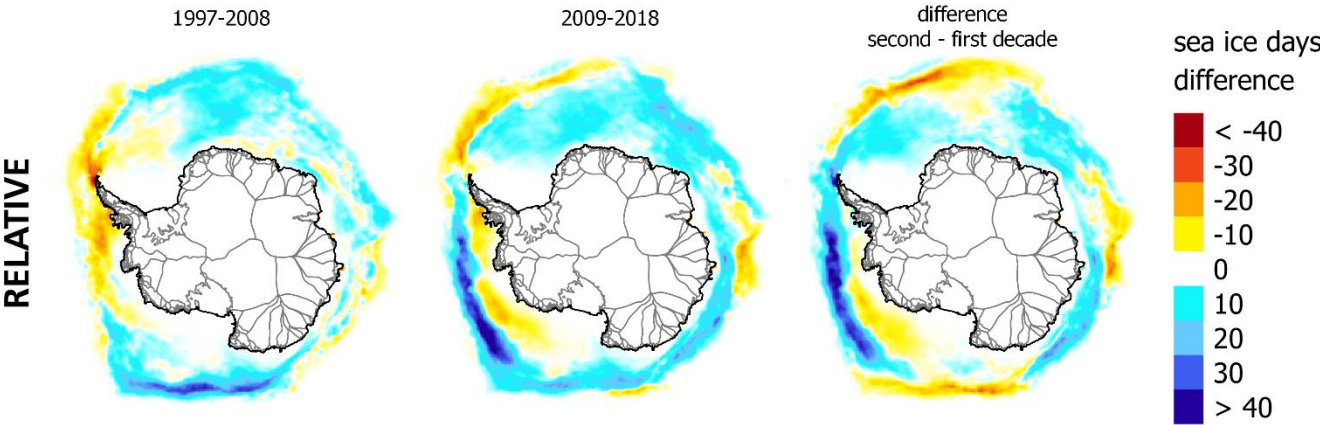 1997-2008
2009-2018
difference
second - first decade
sea ice days
difference
< -40
-30
-20
-10
0
10
20
30
> 40
RELATIVE